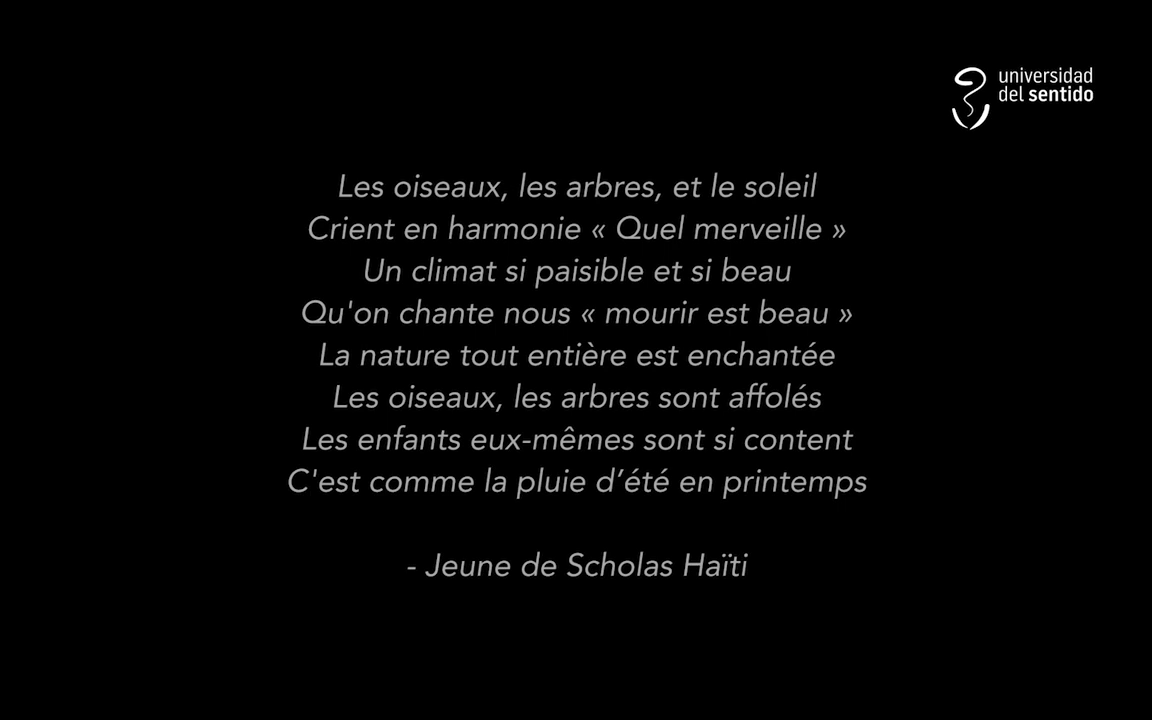 universidad
del sentido
Les oiseaux, les arbres, et le soleil
Crient en harmonie « Quel merveille »
Un climat si paisible et si beau
Qu'on chante nous « mourir est beau »
La nature tout entière est enchantée
Les oiseaux, les arbres sont affolés
Les enfants eux-mêmes sont si content
C'est comme la pluie d’été en printemps
- Jeune de Scholas Haïti